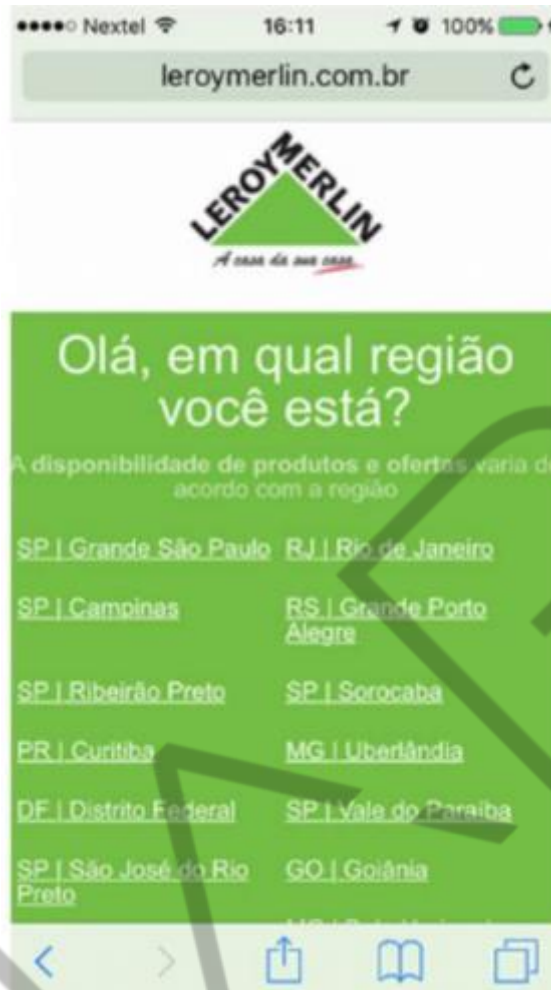 Nextel 16:11 100%
leroymerlin.com.br
LEROY MERLIN
A casa da sua casa
Olá, em qual região
você está?
A disponibilidade de produtos e ofertas varia de
acordo com a região
SP | Grande São Paulo RJ | Rio de Janeiro
SP | Campinas RS | Grande Porto
Alegre
SP | Ribeirão Preto SP | Sorocaba
PR | Curitiba MG | Uberlândia
DF | Distrito Federal SP | Vale do Paraíba
SP | São José do Rio GO | Goiânia
Preto